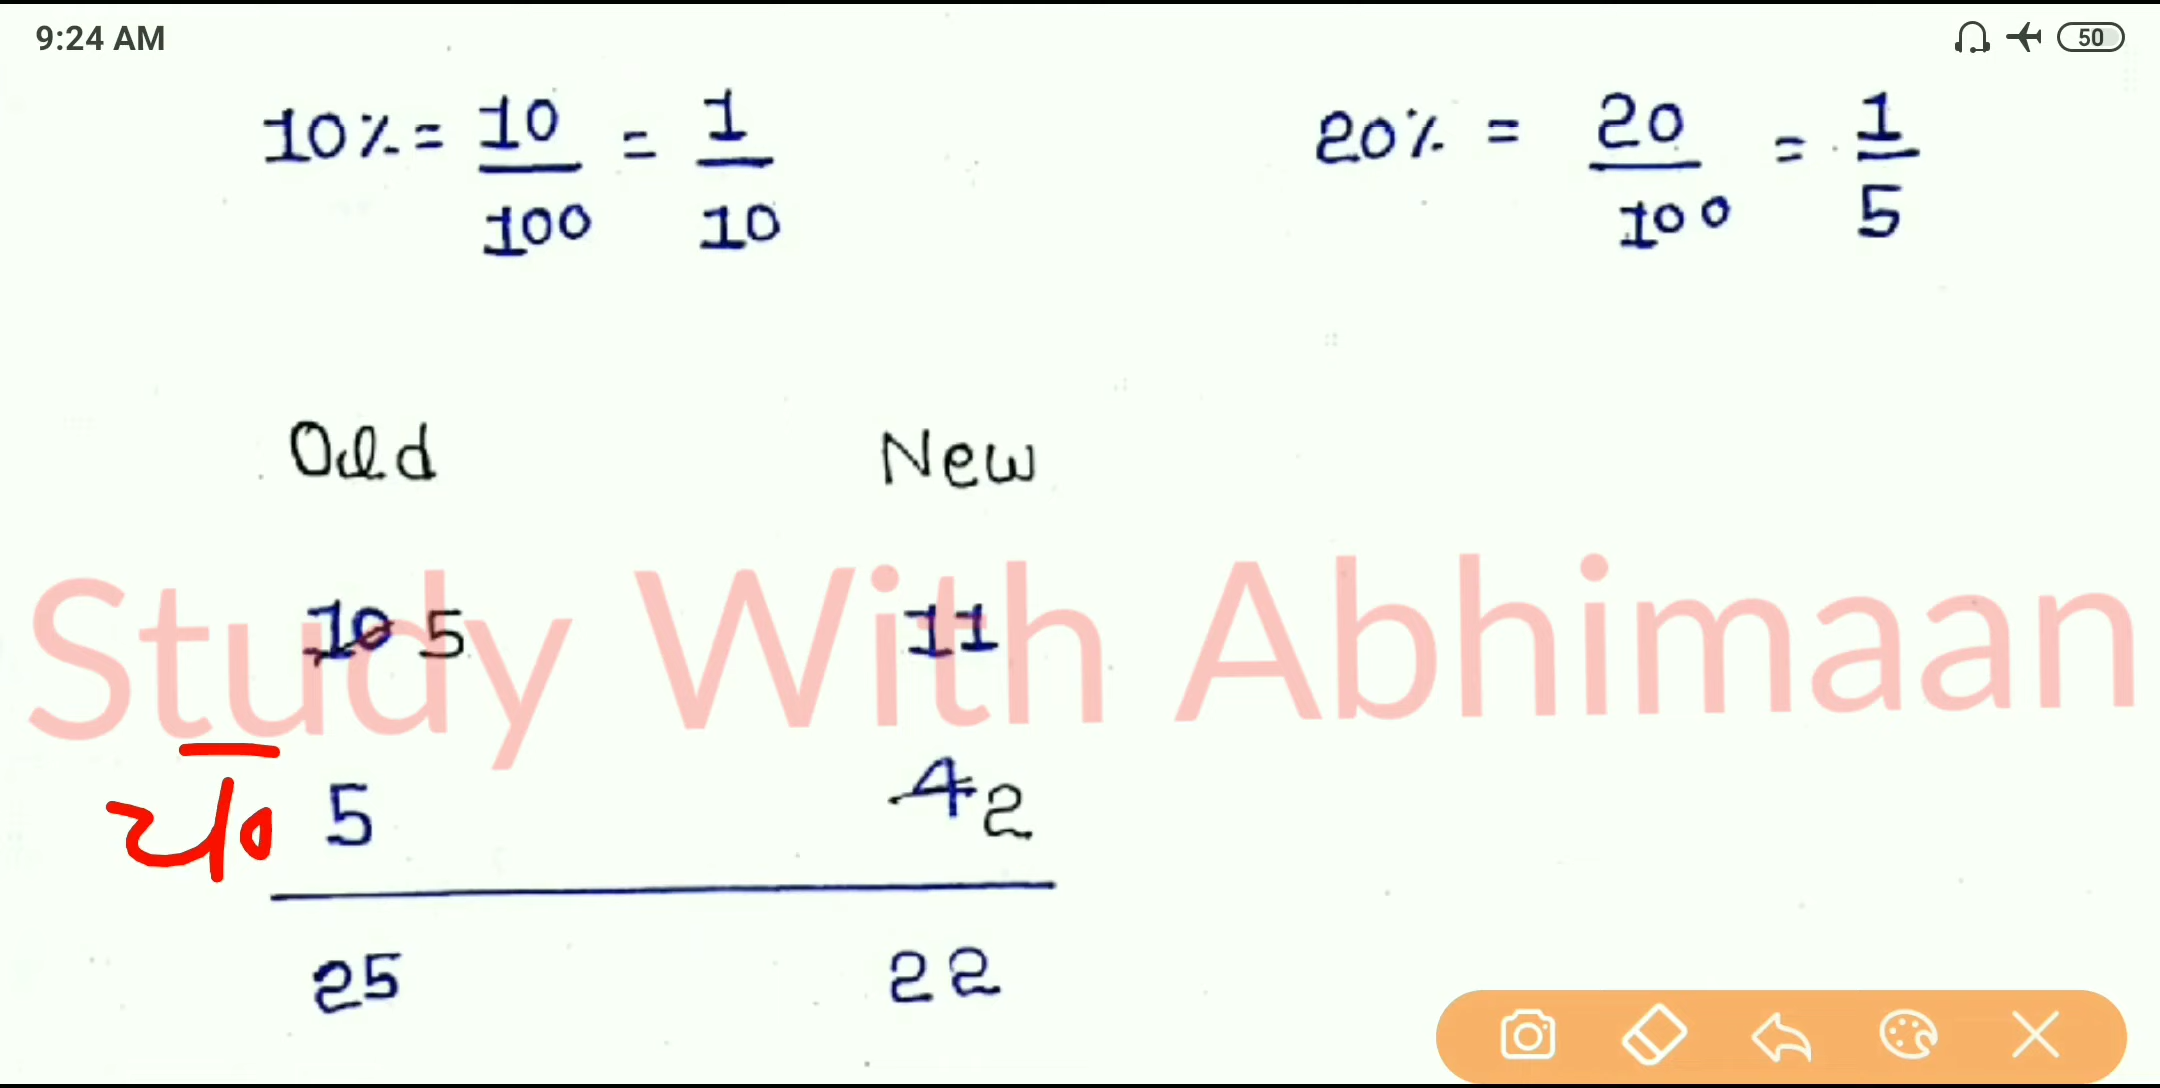 9:24 AM 50
10% = 10/100 = 1/10 20% = 20/100 = 1/5
Old New
10 5 11
5 4 2
25 22
Study With Abhimaan